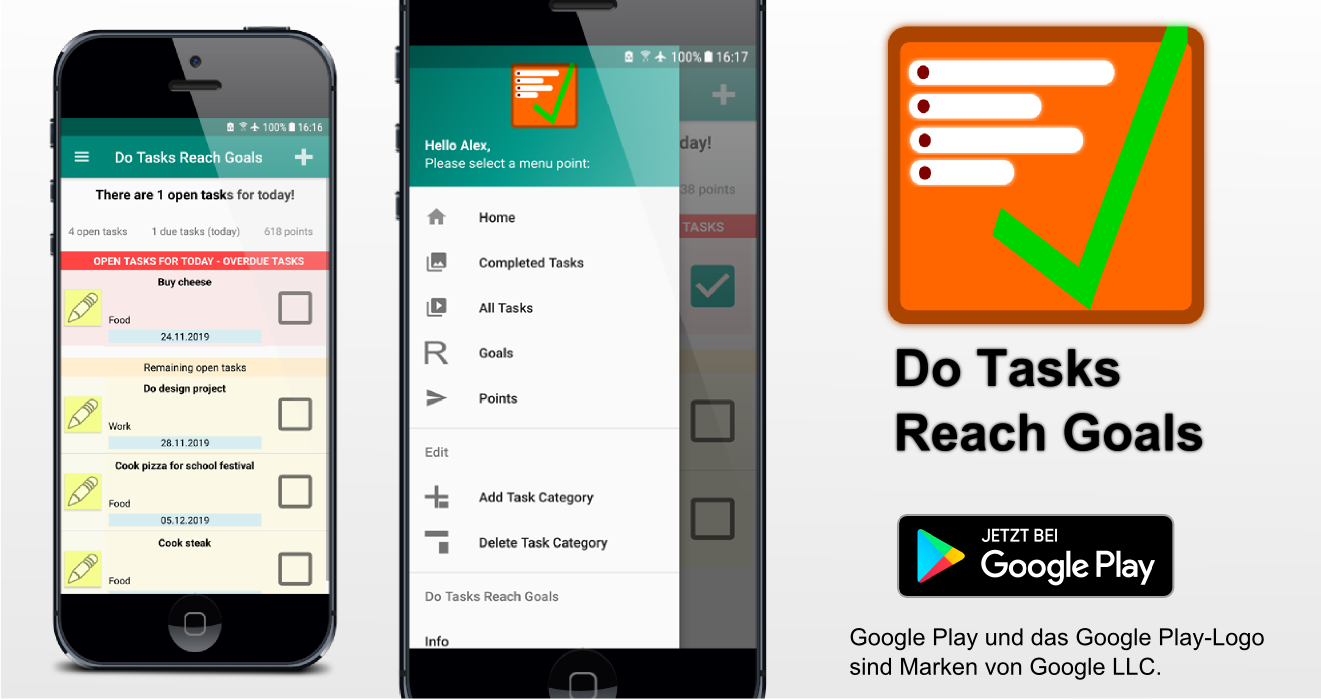 100% 16:16
Do Tasks Reach Goals
There are 1 open tasks for today!
4 open tasks 1 due tasks (today) 618 points
OPEN TASKS FOR TODAY - OVERDUE TASKS
Buy cheese
Food
24.11.2019
Remaining open tasks
Do design project
Work
28.11.2019
Cook pizza for school festival
Food
05.12.2019
Cook steak
Food
100% 16:17
Hello Alex,
Please select a menu point:
Home
Completed Tasks
All Tasks
R Goals
Points
Edit
Add Task Category
Delete Task Category
Do Tasks Reach Goals
Info
day!
38 points
TASKS
Do Tasks
Reach Goals
JETZT BEI
Google Play
Google Play und das Google Play-Logo
sind Marken von Google LLC.